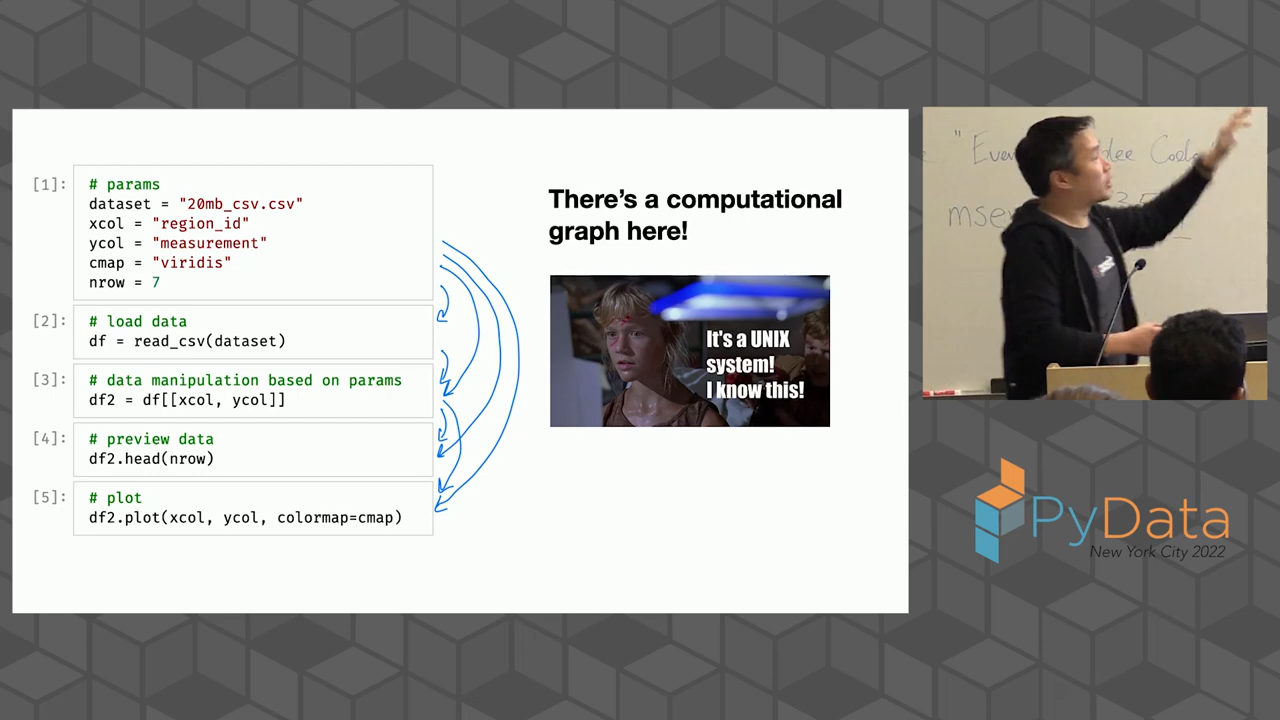 [1]:
# params
dataset = "20mb_csv.csv"
xcol = "region_id"
ycol = "measurement"
cmap = "viridis"
nrow = 7
[2]:
# load data
df = read_csv(dataset)
[3]:
# data manipulation based on params
df2 = df[[xcol, ycol]]
[4]:
# preview data
df2.head(nrow)
[5]:
# plot
df2.plot(xcol, ycol, colormap=cmap)
There's a computational
graph here!
It's a UNIX
system!
I know this!
PyData
New York City 2022